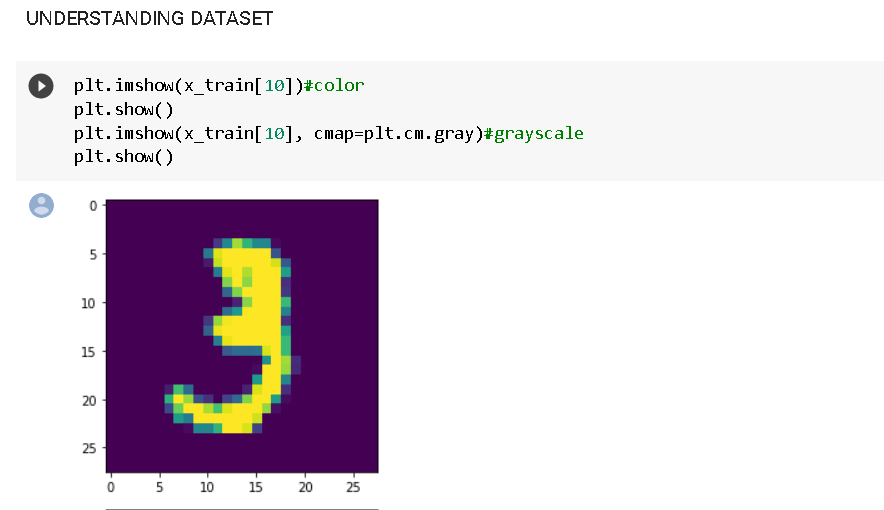 UNDERSTANDING DATASET
plt.imshow(x_train[10])#color
plt.show()
plt.imshow(x_train[10], cmap=plt.cm.gray)#grayscale
plt.show()
0
5
10
15
20
25
0 5 10 15 20 25